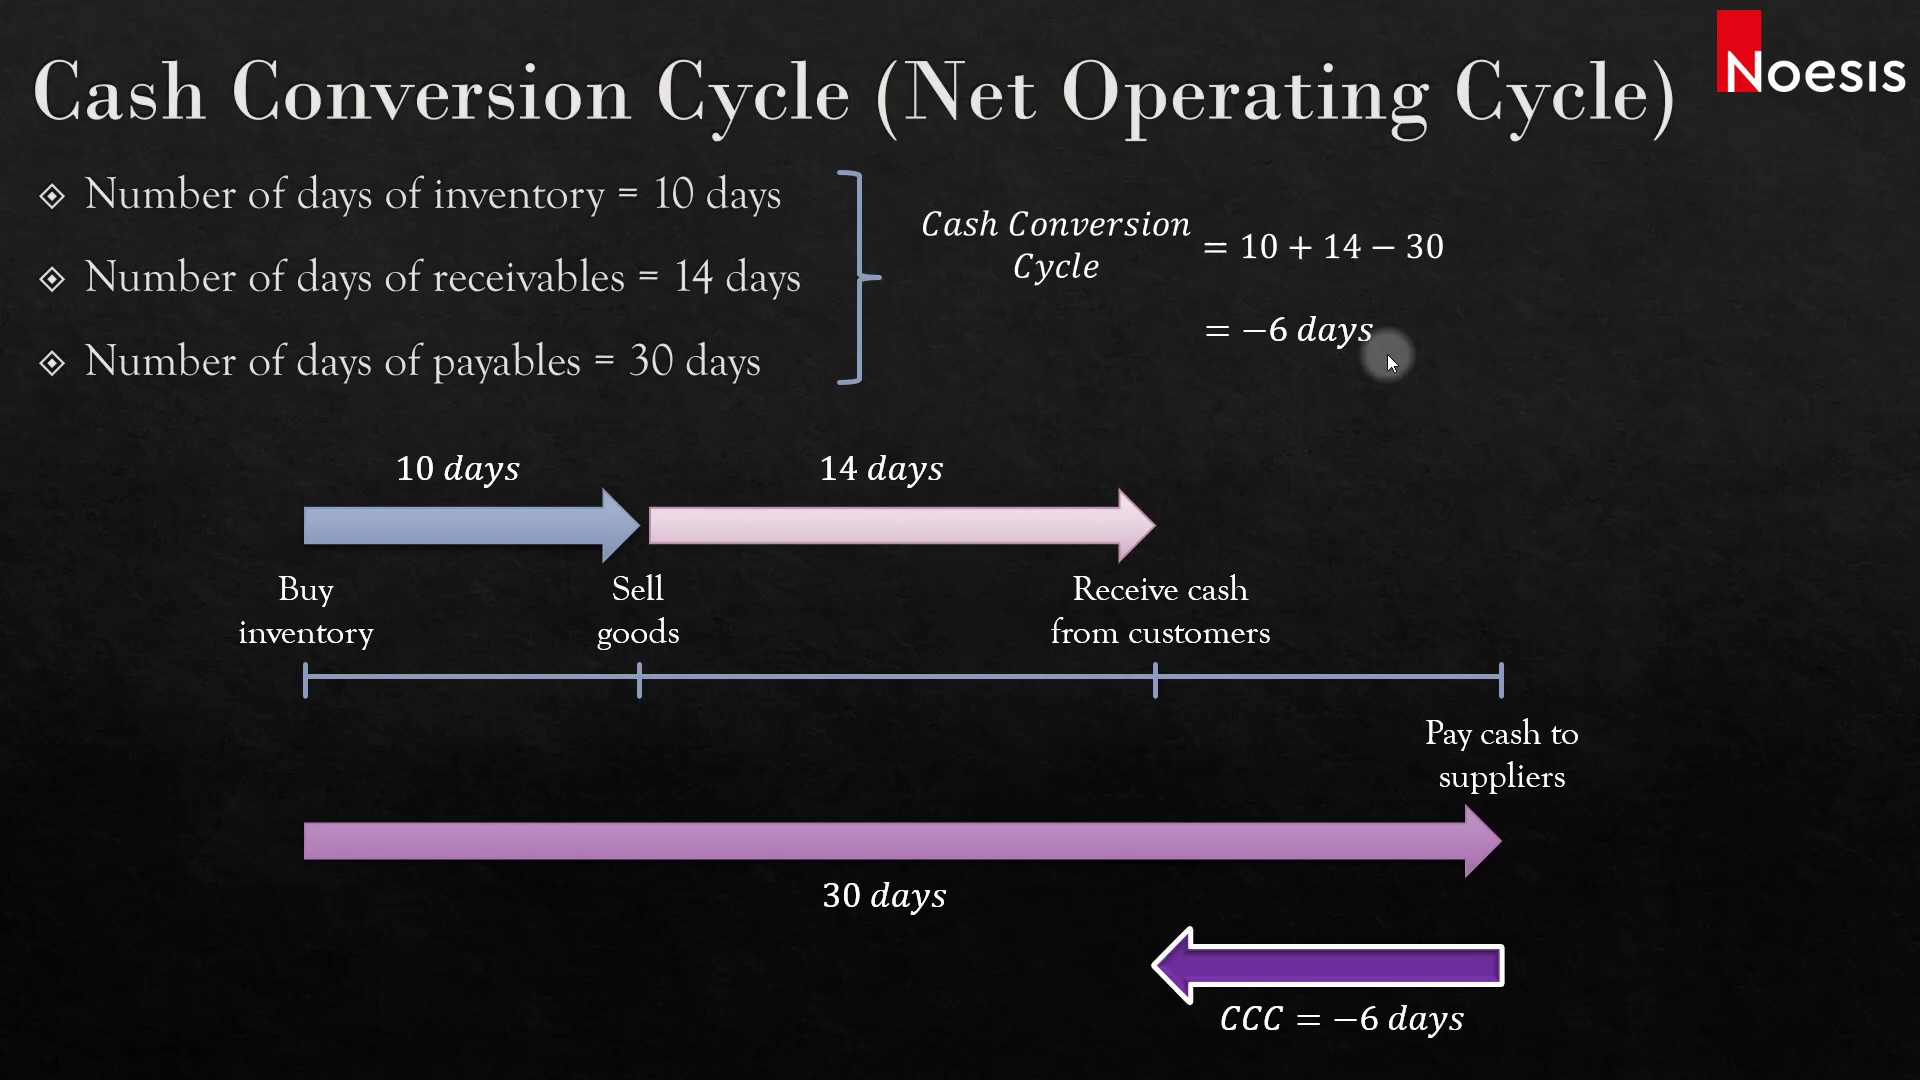 Cash Conversion Cycle (Net Operating Cycle)
NOESIS
Number of days of inventory = 10 days
Number of days of receivables = 14 days
Number of days of payables = 30 days
Cash Conversion
Cycle
= 10 + 14 − 30
= −6 days
10 days
14 days
Buy
inventory
Sell
goods
Receive cash
from customers
Pay cash to
suppliers
30 days
CCC = −6 days